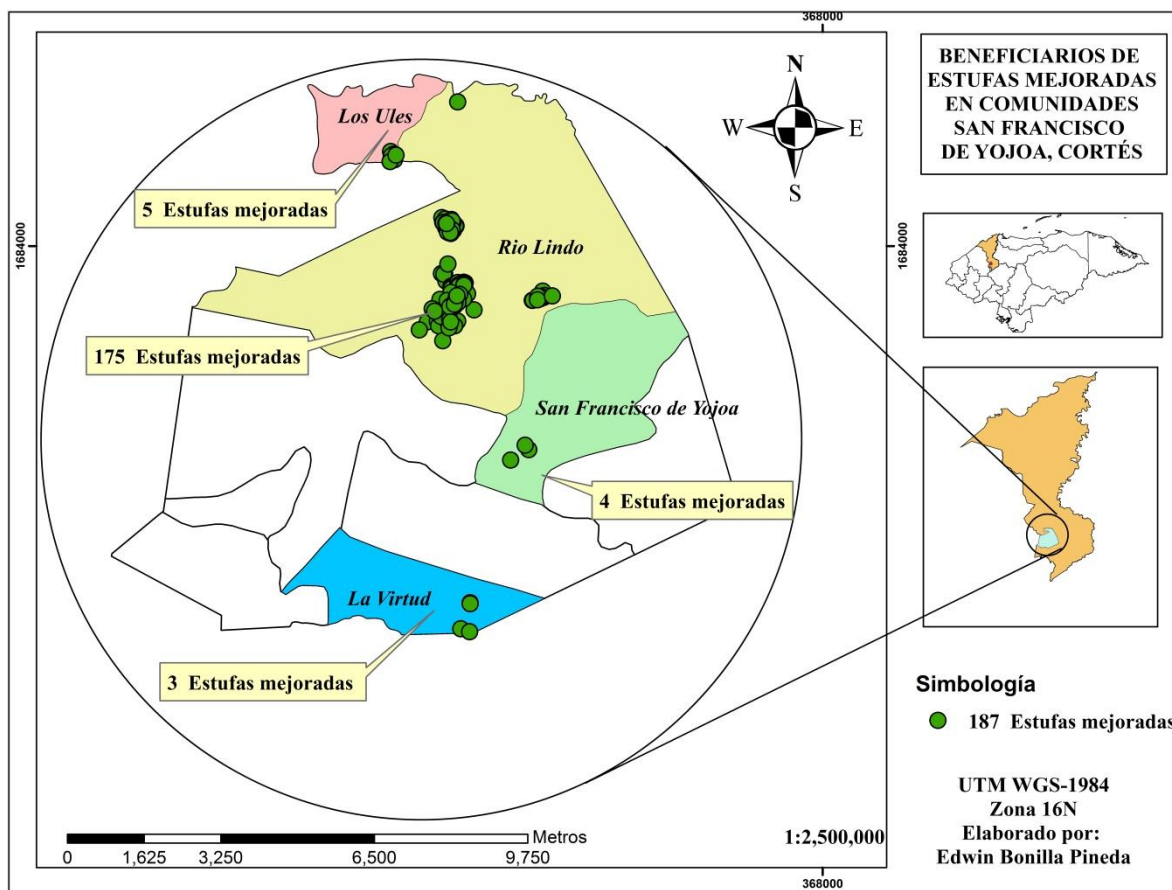 368000
BENEFICIARIOS DE
ESTUFAS MEJORADAS
EN COMUNIDADES
SAN FRANCISCO
DE YOJOA, CORTÉS
N
W E
S
Los Ules
5 Estufas mejoradas
1684000
1684000
Rio Lindo
175 Estufas mejoradas
San Francisco de Yojoa
4 Estufas mejoradas
La Virtud
3 Estufas mejoradas
Simbología
187 Estufas mejoradas
UTM WGS-1984
Zona 16N
Elaborado por:
Edwin Bonilla Pineda
Metros
0 1,625 3,250 6,500 9,750
1:2,500,000
368000